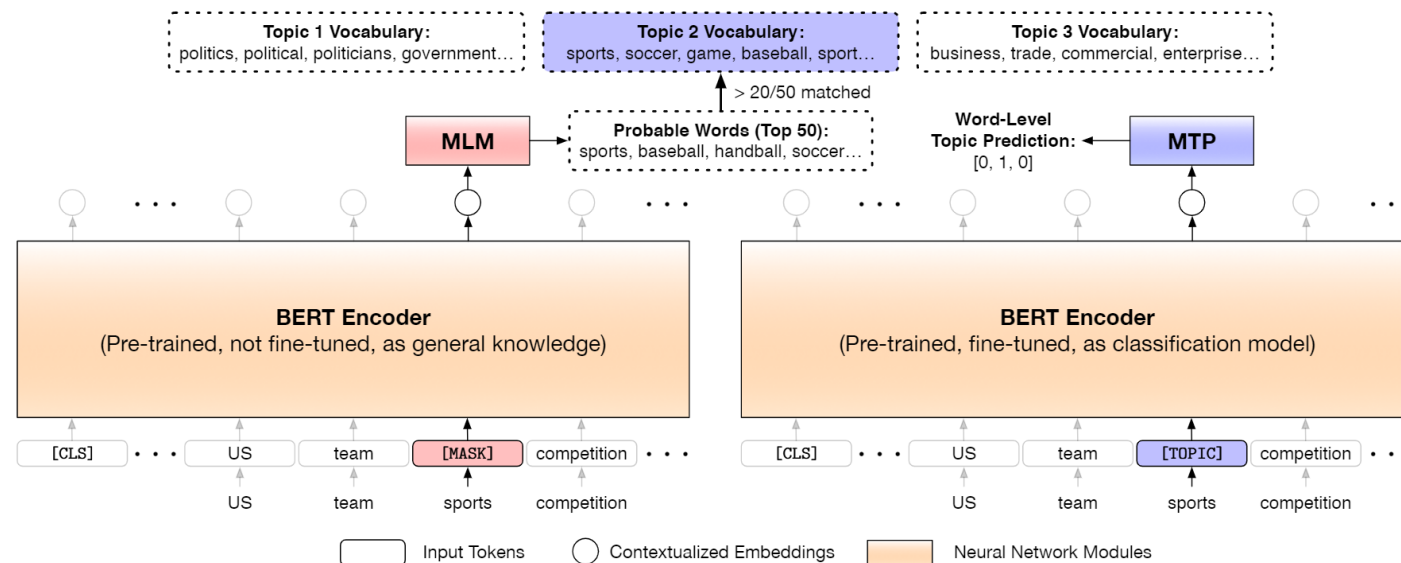 Topic 1 Vocabulary:
politics, political, politicians, government...
Topic 2 Vocabulary:
sports, soccer, game, baseball, sport...
Topic 3 Vocabulary:
business, trade, commercial, enterprise...
> 20/50 matched
MLM
Probable Words (Top 50):
sports, baseball, handball, soccer...
Word-Level
Topic Prediction:
[0, 1, 0]
MTP
BERT Encoder
(Pre-trained, not fine-tuned, as general knowledge)
BERT Encoder
(Pre-trained, fine-tuned, as classification model)
[CLS] ... US team [MASK] competition ...
US team sports competition
[CLS] ... US team [TOPIC] competition ...
US team sports competition
Input Tokens
Contextualized Embeddings
Neural Network Modules